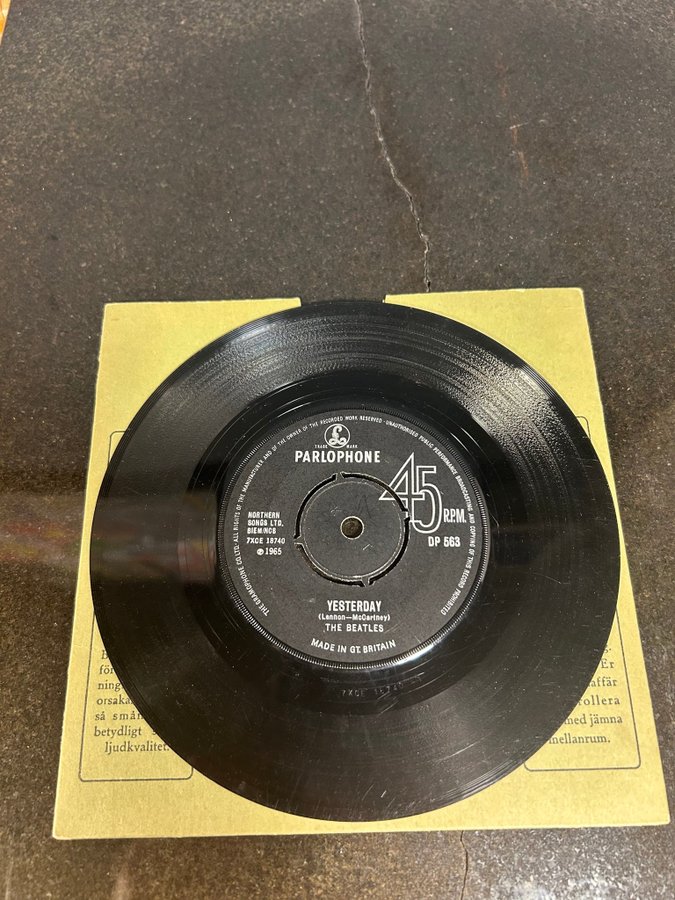 THE GRAMOPHONE CO. LTD. ALL RIGHTS OF THE MANUFACTURER AND OF THE OWNER OF THE RECORDED WORK RESERVED · UNAUTHORISED PUBLIC PERFORMANCE BROADCASTING AND COPYING OF THIS RECORD PROHIBITED
£
TRADE MARK
PARLOPHONE
45 R.P.M.
NORTHERN
SONGS LTD.
BIEM/NCB
7XCE 18740
℗ 1965
DP 563
YESTERDAY
(Lennon—McCartney)
THE BEATLES
MADE IN GT. BRITAIN
7XCE 18740
för
ning
orsaka
så smån
betydligt
ljudkvalitet.
Er
affär
rollera
med jämna
mellanrum.